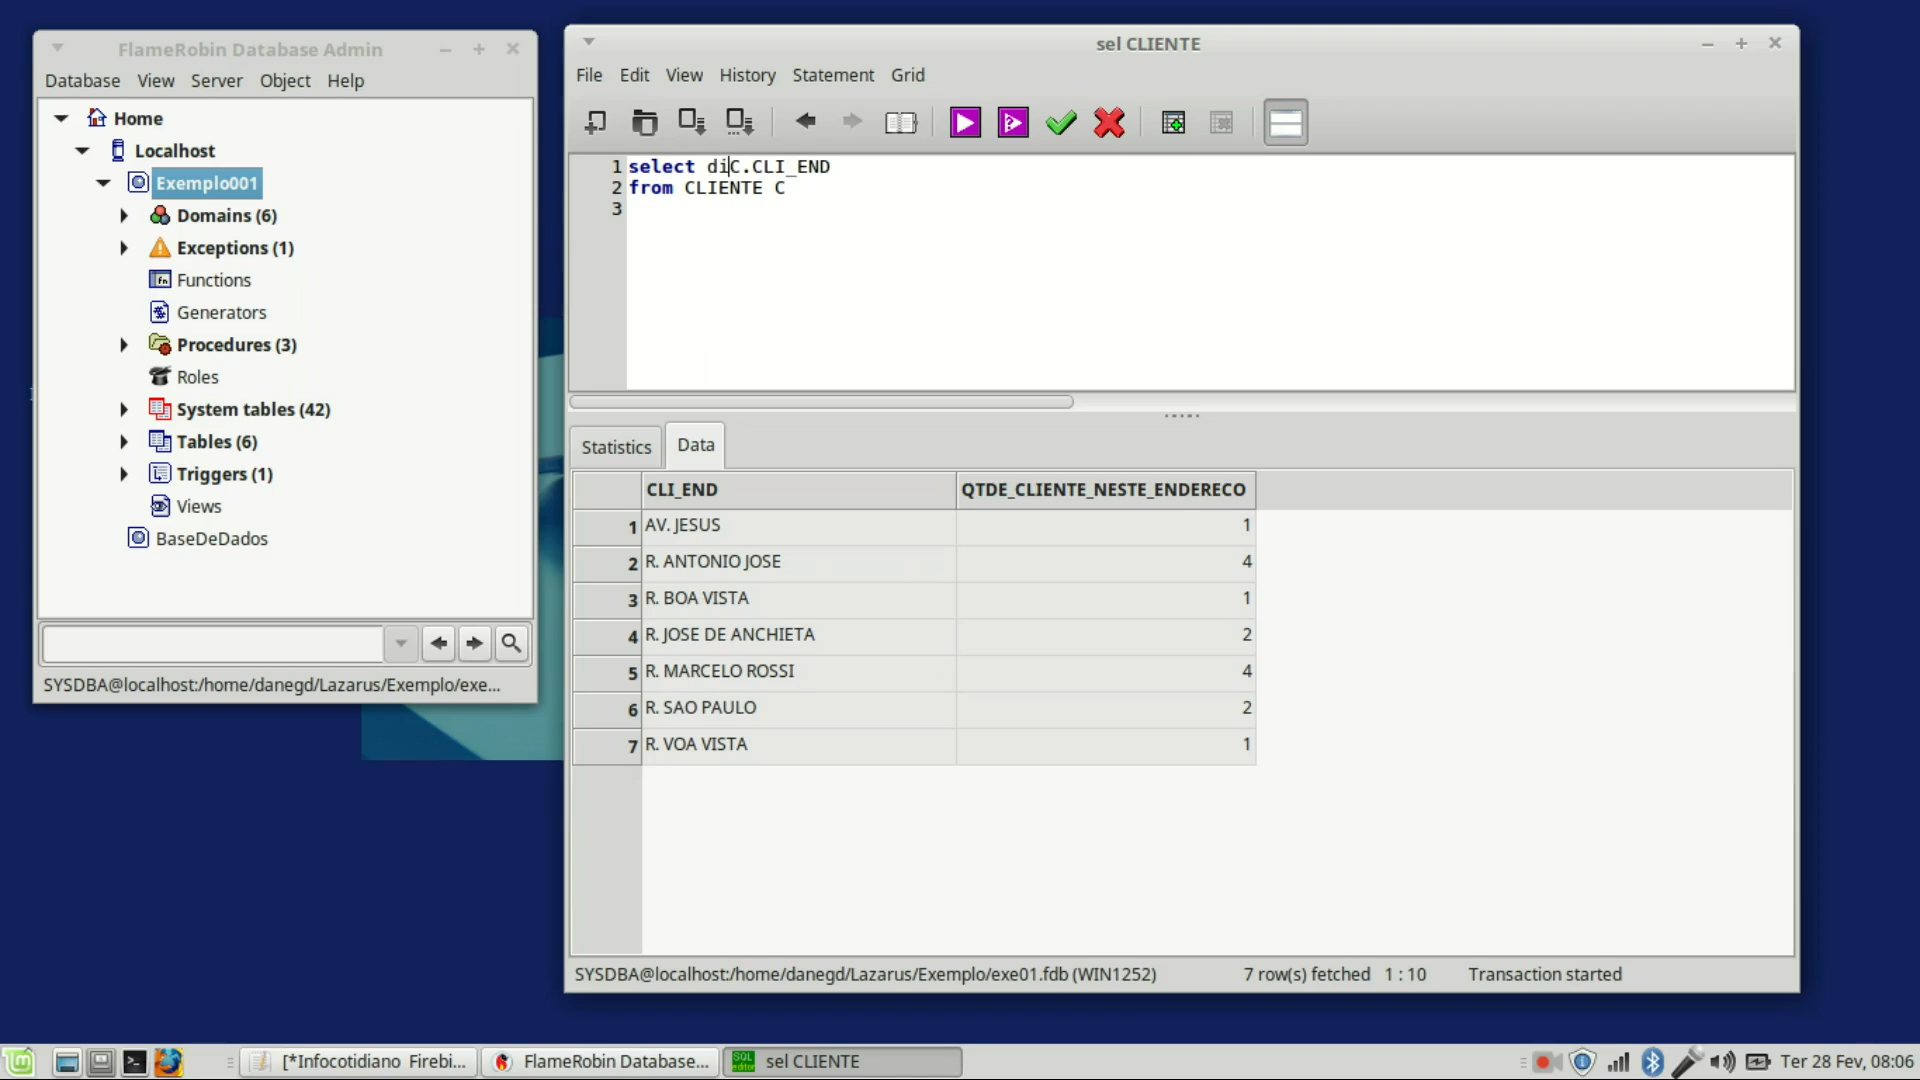 FlameRobin Database Admin
Database View Server Object Help
Home
Localhost
Exemplo001
Domains (6)
Exceptions (1)
Functions
Generators
Procedures (3)
Roles
System tables (42)
Tables (6)
Triggers (1)
Views
BaseDeDados
SYSDBA@localhost:/home/danegd/Lazarus/Exemplo/exe...
sel CLIENTE
File Edit View History Statement Grid
1 select diC.CLI_END
2 from CLIENTE C
3
Statistics Data
CLI_END QTDE_CLIENTE_NESTE_ENDERECO
1 AV. JESUS 1
2 R. ANTONIO JOSE 4
3 R. BOA VISTA 1
4 R. JOSE DE ANCHIETA 2
5 R. MARCELO ROSSI 4
6 R. SAO PAULO 2
7 R. VOA VISTA 1
SYSDBA@localhost:/home/danegd/Lazarus/Exemplo/exe01.fdb (WIN1252) 7 row(s) fetched 1 : 10 Transaction started
[*Infocotidiano Firebi... FlameRobin Database... SQL editor sel CLIENTE Ter 28 Fev, 08:06